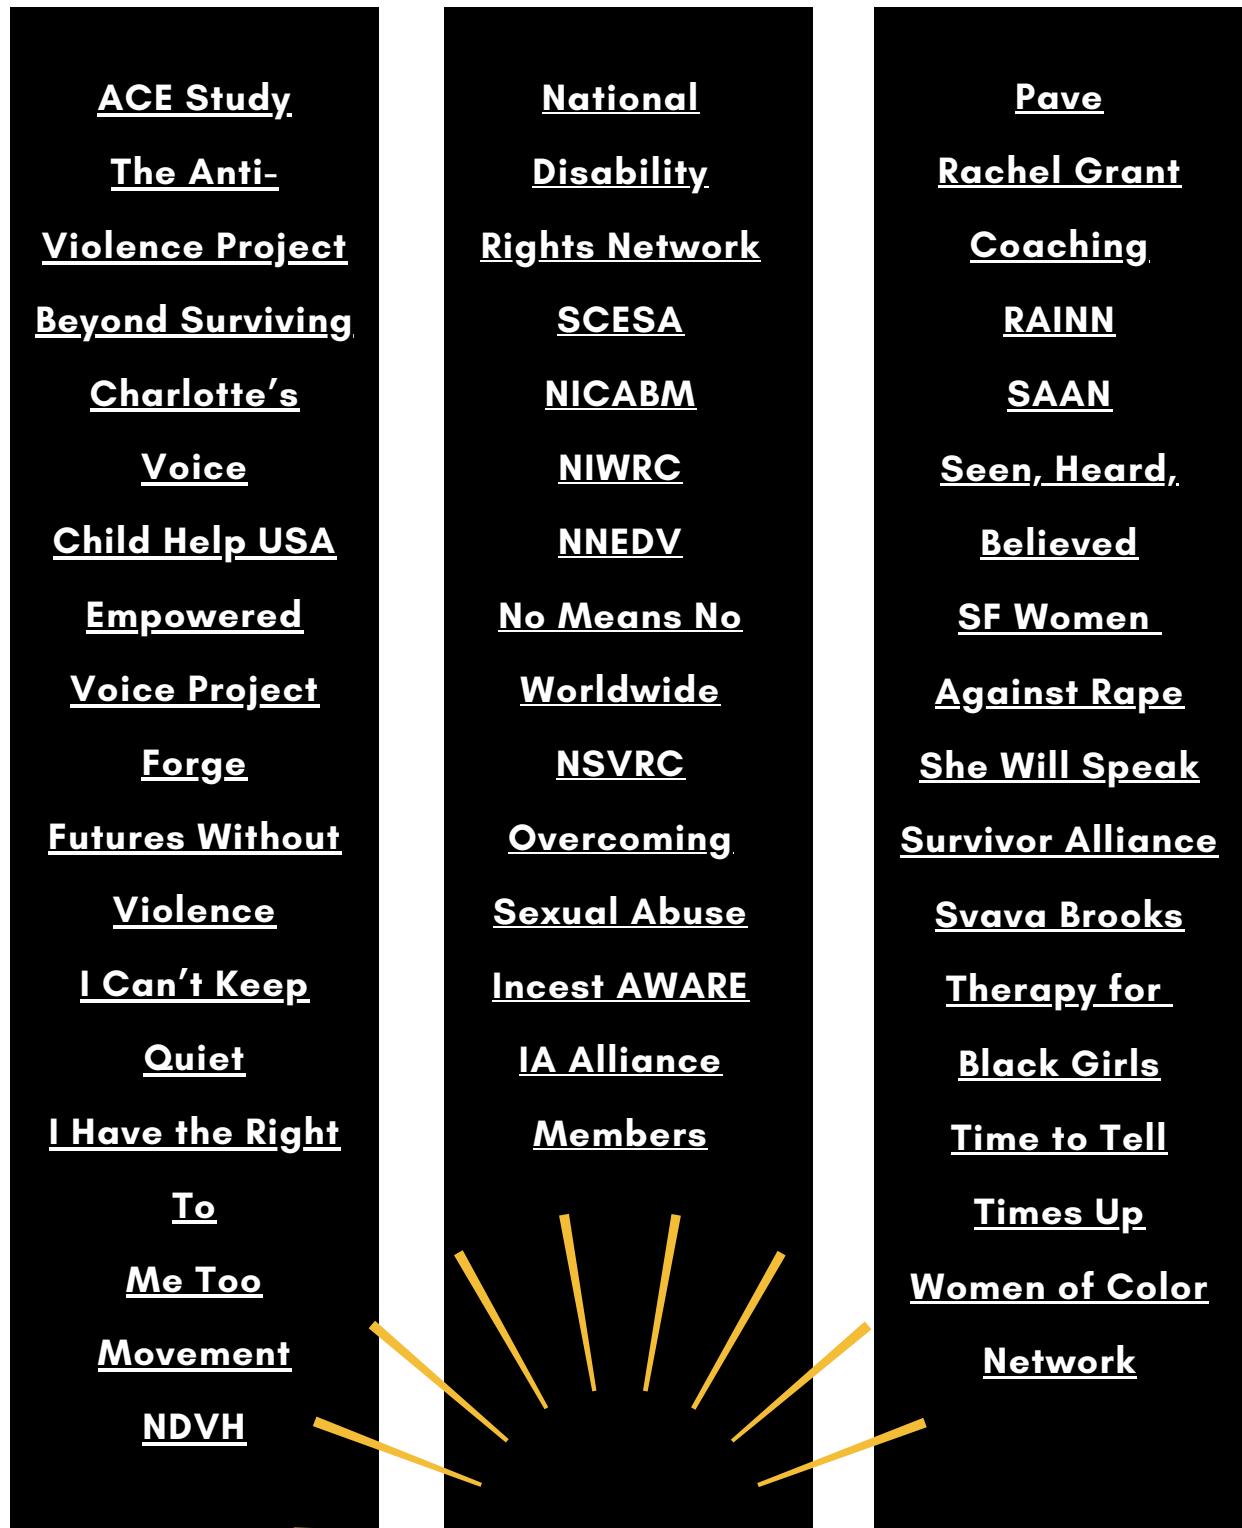 ACE Study
The Anti-
Violence Project
Beyond Surviving
Charlotte’s
Voice
Child Help USA
Empowered
Voice Project
Forge
Futures Without
Violence
I Can’t Keep
Quiet
I Have the Right
To
Me Too
Movement
NDVH
National
Disability
Rights Network
SCESA
NICABM
NIWRC
NNEDV
No Means No
Worldwide
NSVRC
Overcoming
Sexual Abuse
Incest AWARE
IA Alliance
Members
Pave
Rachel Grant
Coaching
RAINN
SAAN
Seen, Heard,
Believed
SF Women
Against Rape
She Will Speak
Survivor Alliance
Svava Brooks
Therapy for
Black Girls
Time to Tell
Times Up
Women of Color
Network